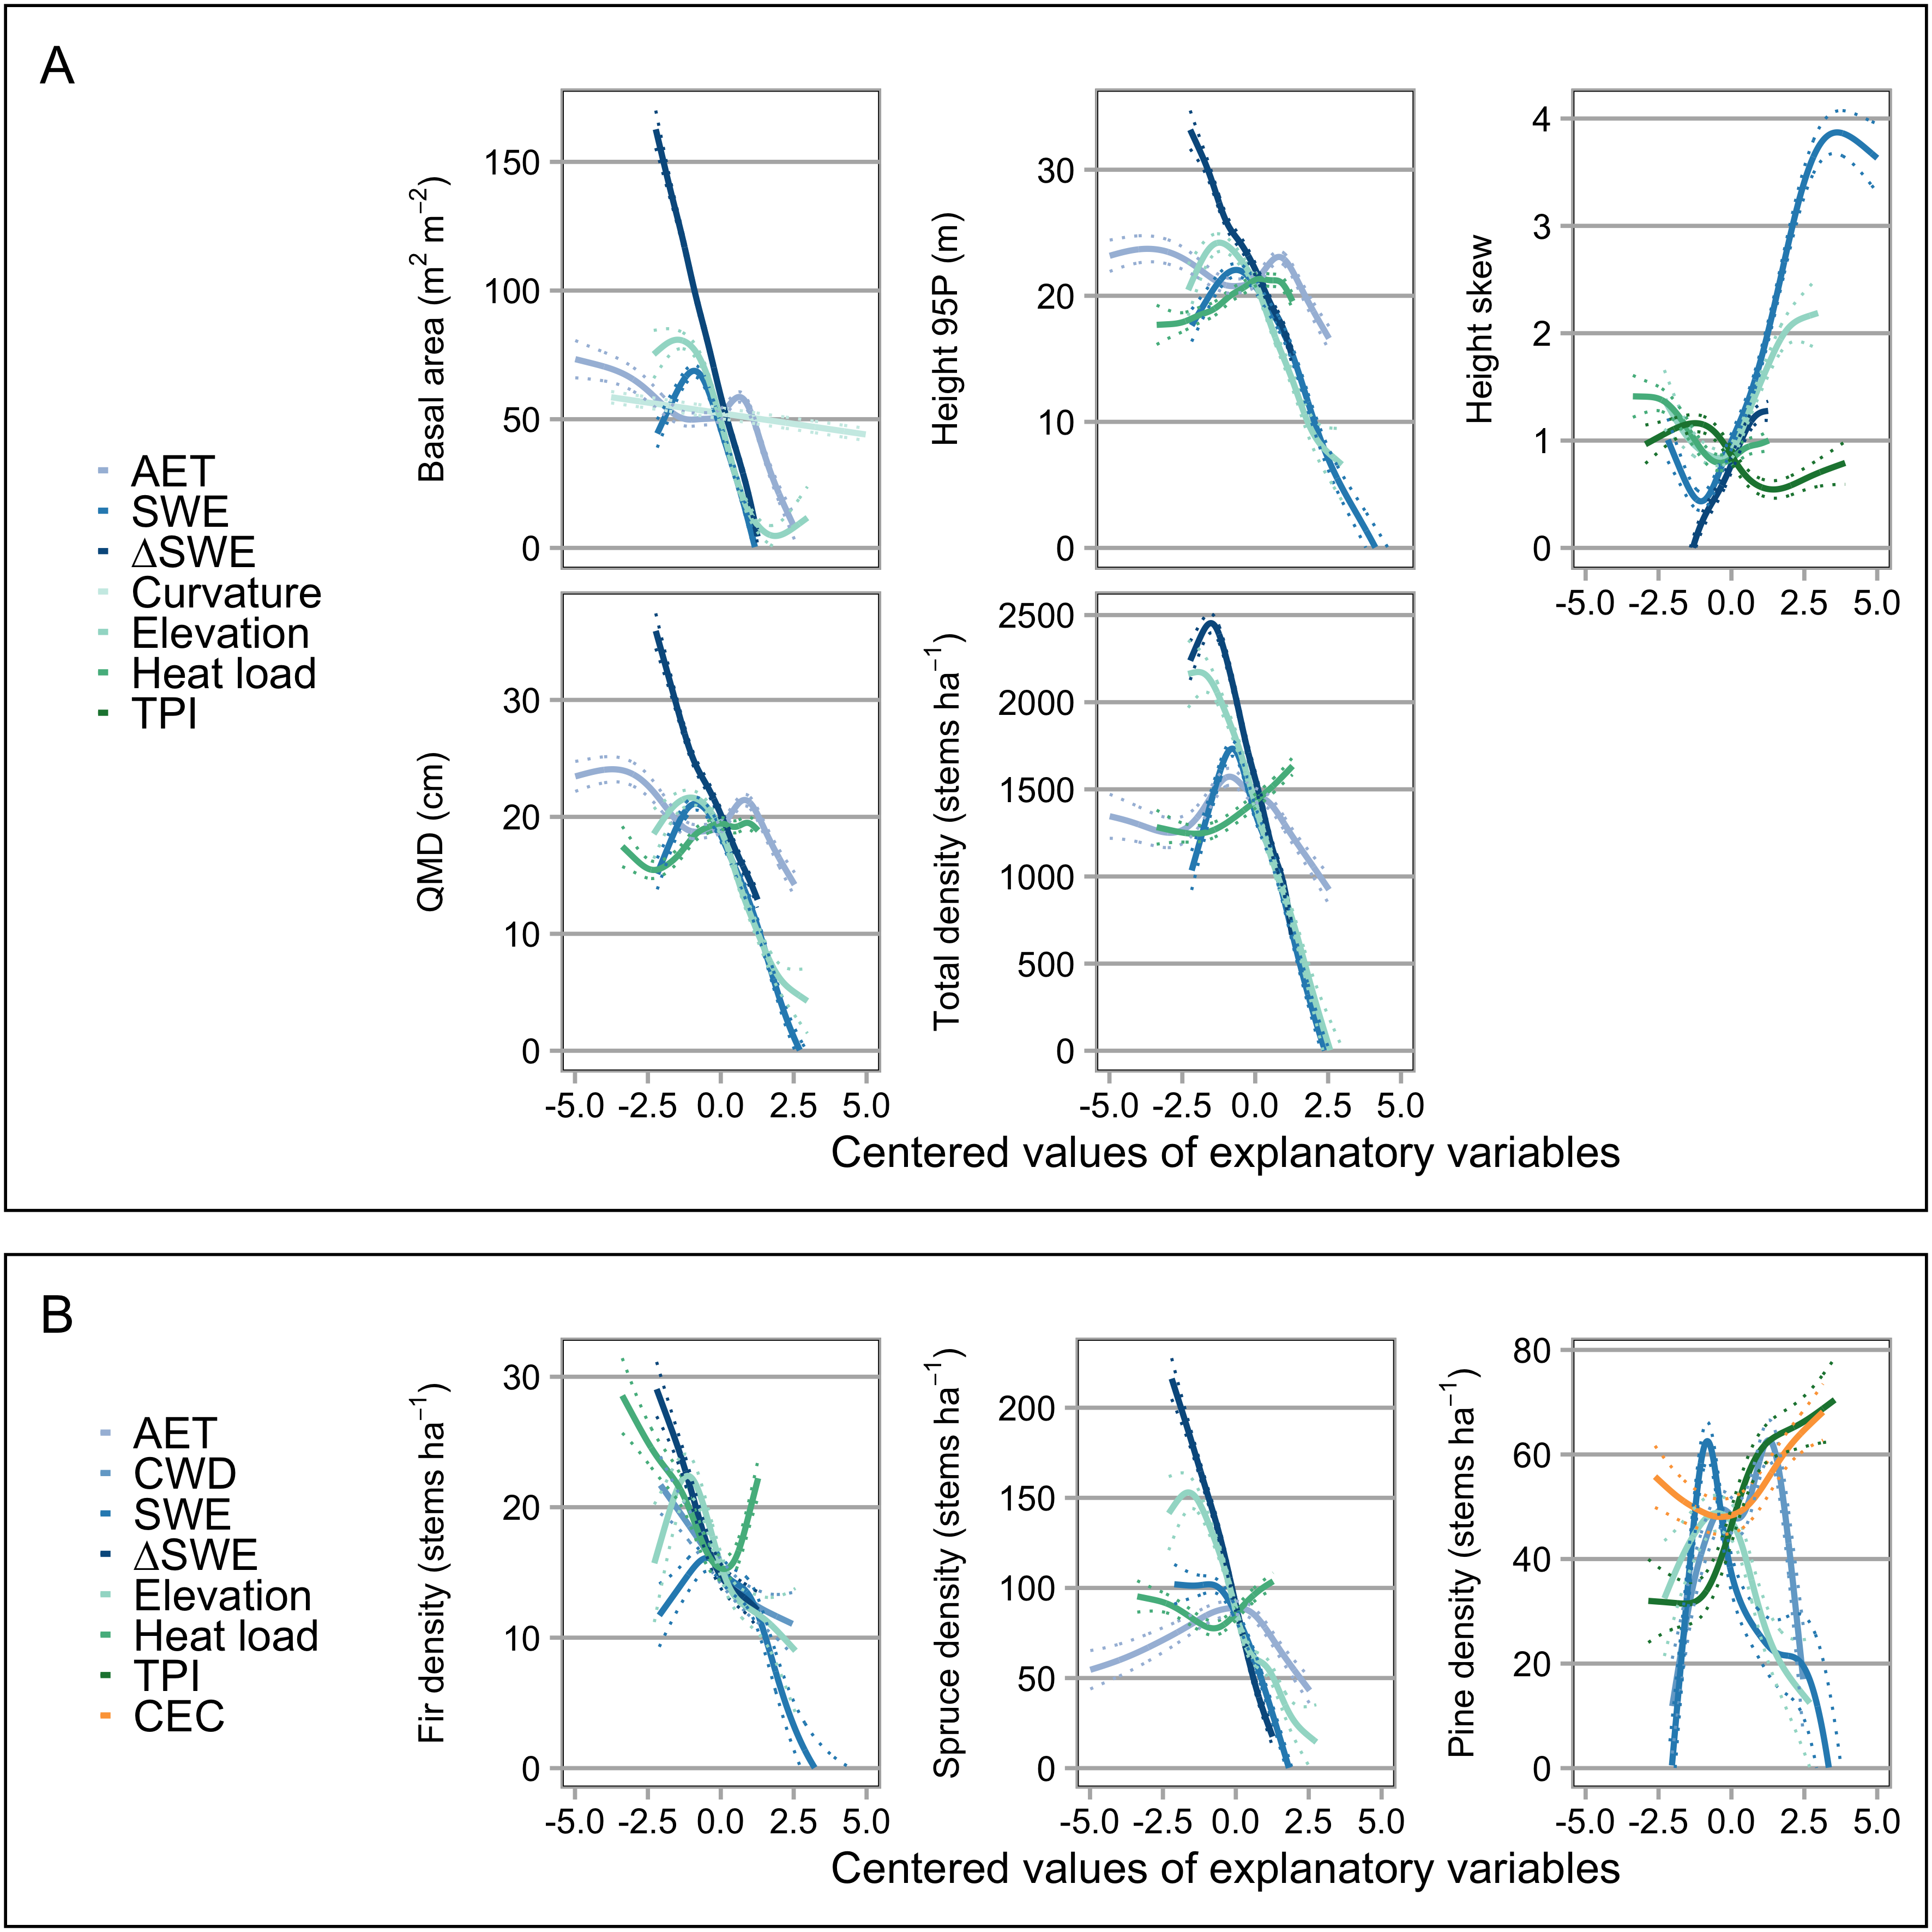 A
AET
SWE
ΔSWE
Curvature
Elevation
Heat load
TPI
Basal area (m² m⁻²)
150
100
50
0
Height 95P (m)
30
20
10
0
Height skew
4
3
2
1
0
-5.0 -2.5 0.0 2.5 5.0
QMD (cm)
30
20
10
0
-5.0 -2.5 0.0 2.5 5.0
Total density (stems ha⁻¹)
2500
2000
1500
1000
500
0
-5.0 -2.5 0.0 2.5 5.0
Centered values of explanatory variables
B
AET
CWD
SWE
ΔSWE
Elevation
Heat load
TPI
CEC
Fir density (stems ha⁻¹)
30
20
10
0
-5.0 -2.5 0.0 2.5 5.0
Spruce density (stems ha⁻¹)
200
150
100
50
0
-5.0 -2.5 0.0 2.5 5.0
Pine density (stems ha⁻¹)
80
60
40
20
0
-5.0 -2.5 0.0 2.5 5.0
Centered values of explanatory variables